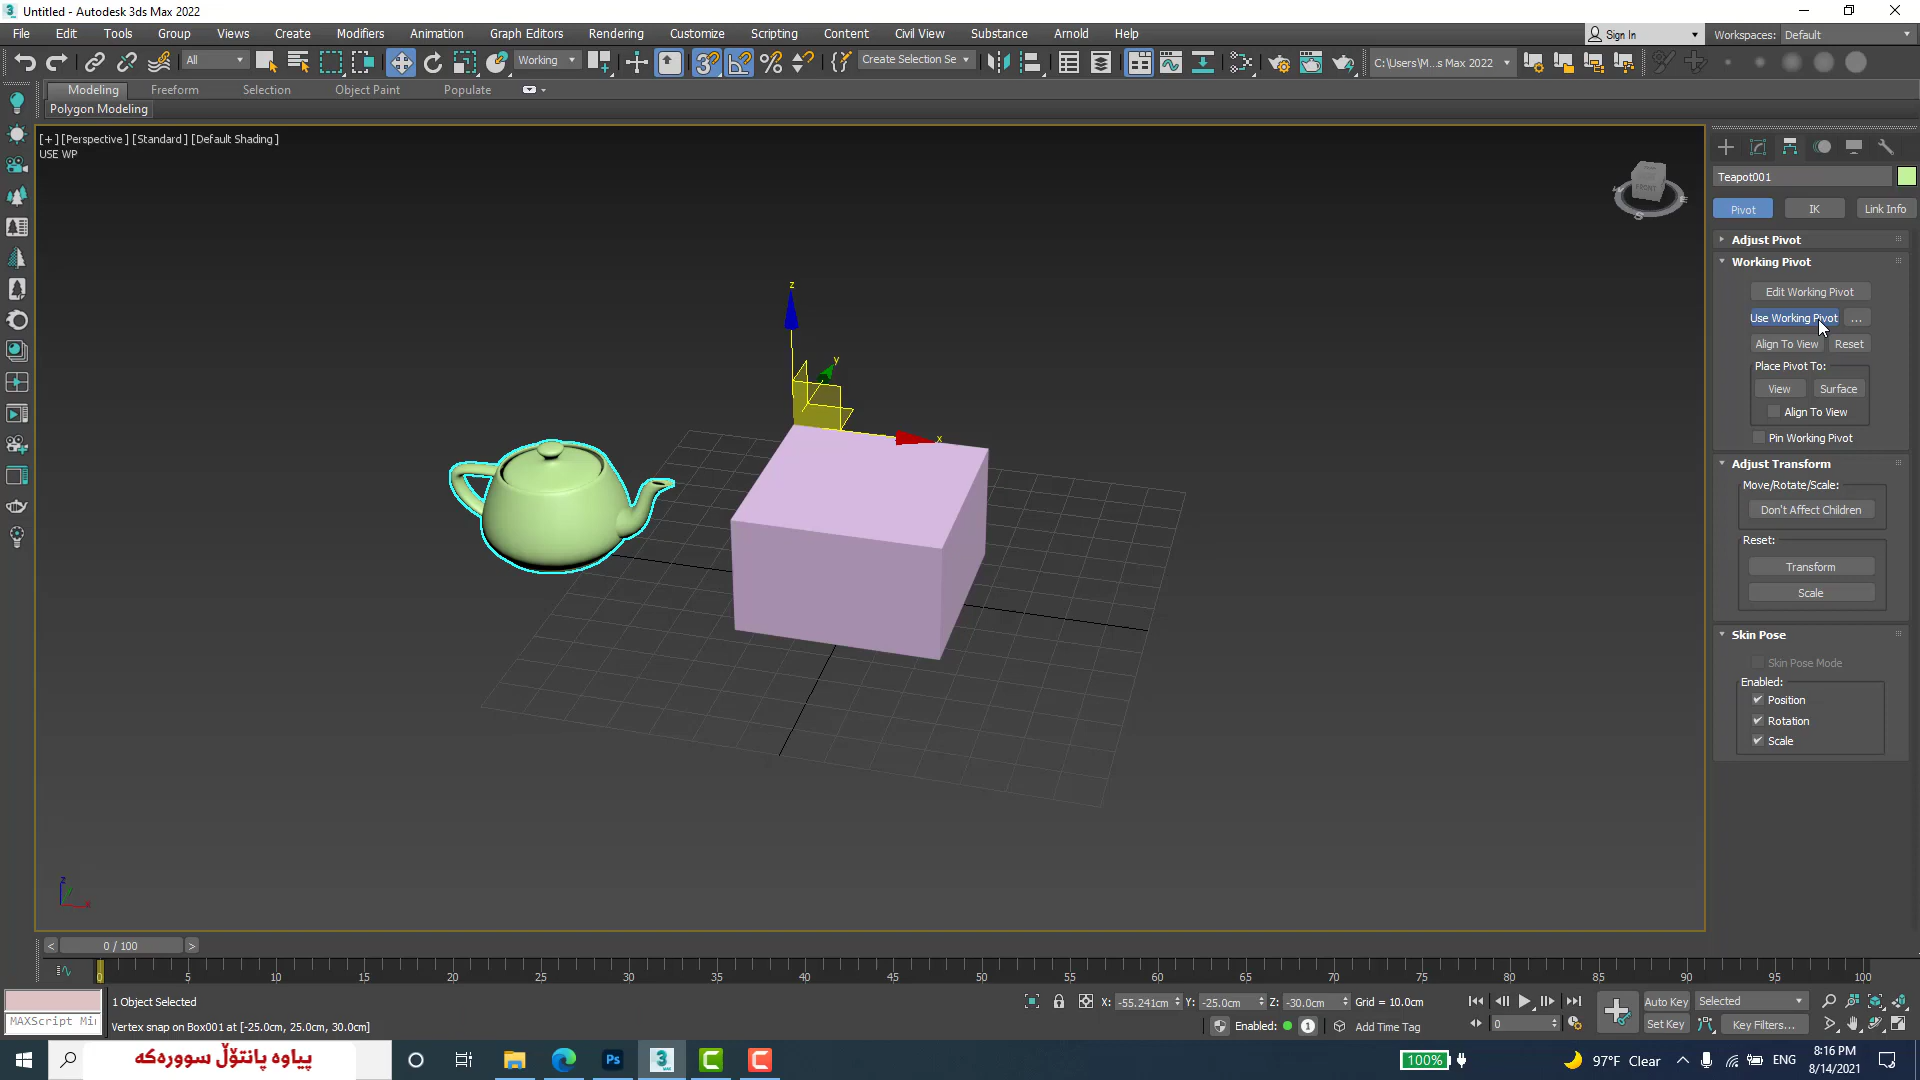 Untitled - Autodesk 3ds Max 2022
File Edit Tools Group Views Create Modifiers Animation Graph Editors Rendering Customize Scripting Content Civil View Substance Arnold Help Sign In Workspaces: Default
All Working Create Selection Se C:\Users\M...s Max 2022
Modeling Freeform Selection Object Paint Populate
Polygon Modeling
[+] [Perspective] [Standard] [Default Shading]
USE WP
Teapot001
Pivot IK Link Info
Adjust Pivot
Working Pivot
Edit Working Pivot
Use Working Pivot ...
Align To View Reset
Place Pivot To:
View Surface
Align To View
Pin Working Pivot
Adjust Transform
Move/Rotate/Scale:
Don't Affect Children
Reset:
Transform
Scale
Skin Pose
Skin Pose Mode
Enabled:
Position
Rotation
Scale
z
y
x
FRONT
S
z
x
< 0 / 100 >
0 5 10 15 20 25 30 35 40 45 50 55 60 65 70 75 80 85 90 95 100
1 Object Selected X: -55.241cm Y: -25.0cm Z: -30.0cm Grid = 10.0cm Auto Key Selected
MAXScript Mi Vertex snap on Box001 at [-25.0cm, 25.0cm, 30.0cm] Enabled: 1 Add Time Tag 0 Set Key Key Filters...
پیاوە پانتۆڵ سوورەکە
Ps 3 MAX C C 100% 97°F Clear ENG 8:16 PM
8/14/2021